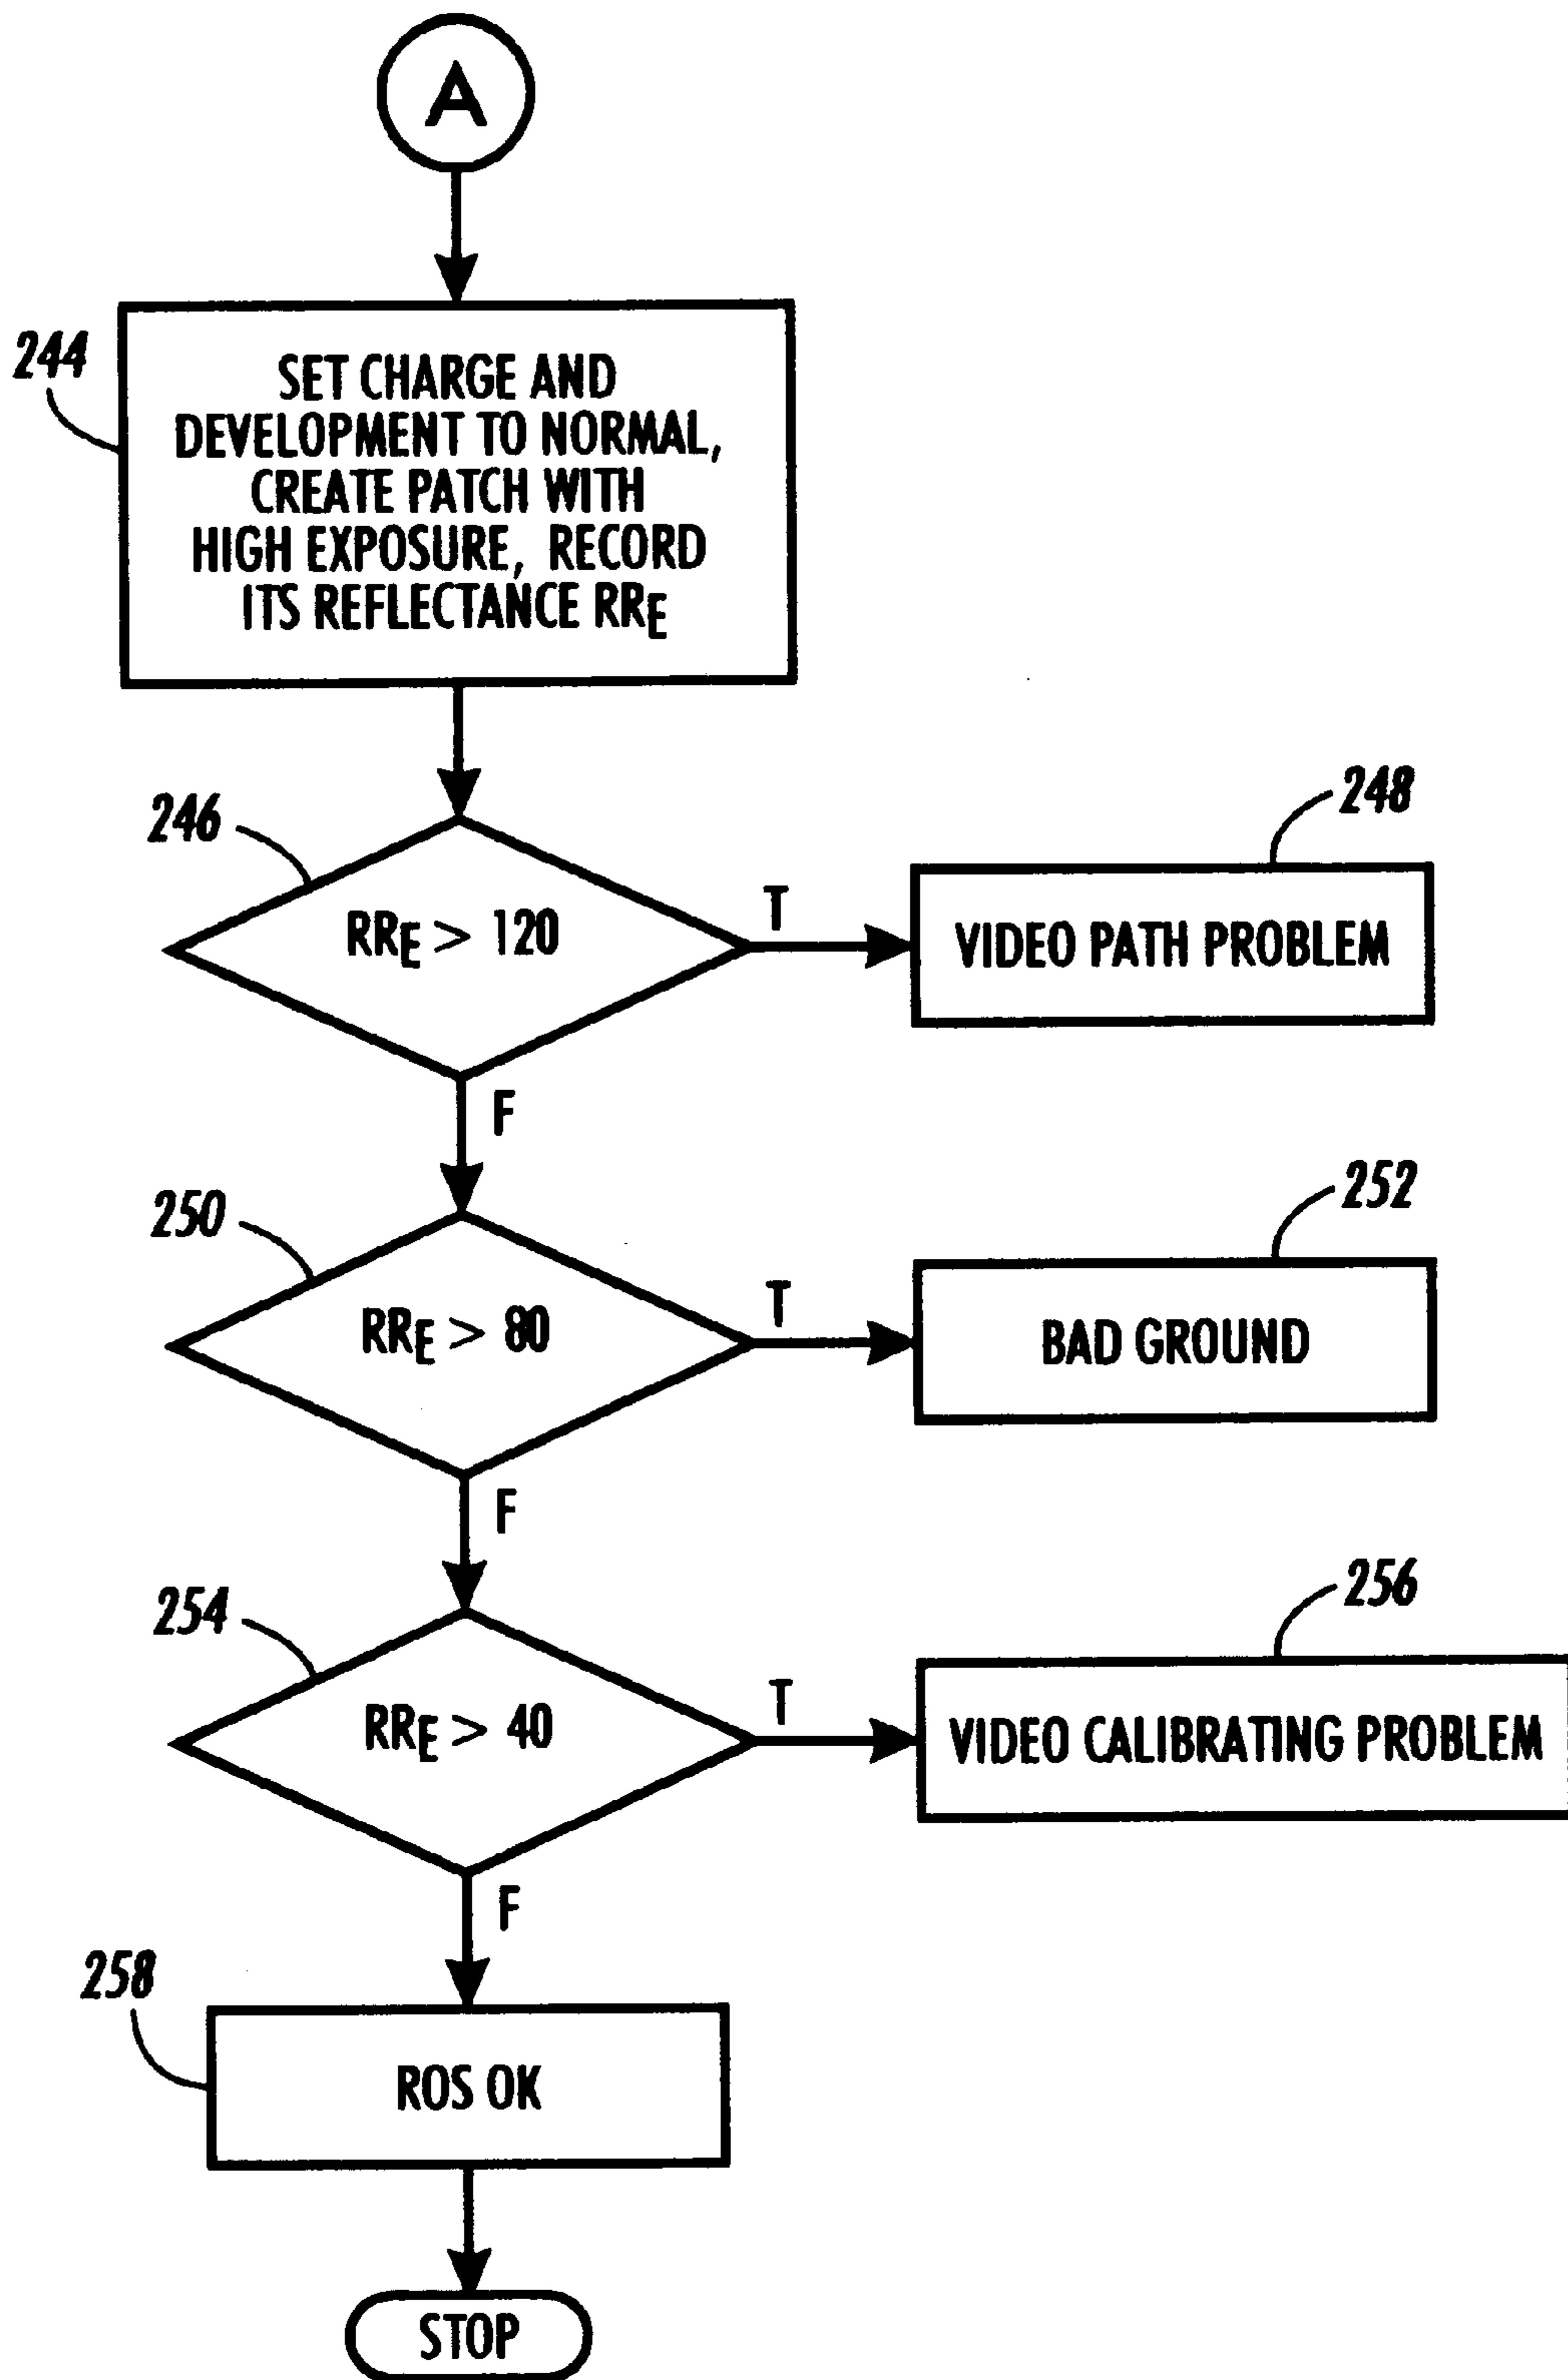 A
244
SET CHARGE AND
DEVELOPMENT TO NORMAL,
CREATE PATCH WITH
HIGH EXPOSURE, RECORD
ITS REFLECTANCE RRE
246
RRE > 120
T
248
VIDEO PATH PROBLEM
F
250
RRE > 80
T
252
BAD GROUND
F
254
RRE > 40
T
256
VIDEO CALIBRATING PROBLEM
F
258
ROS OK
STOP